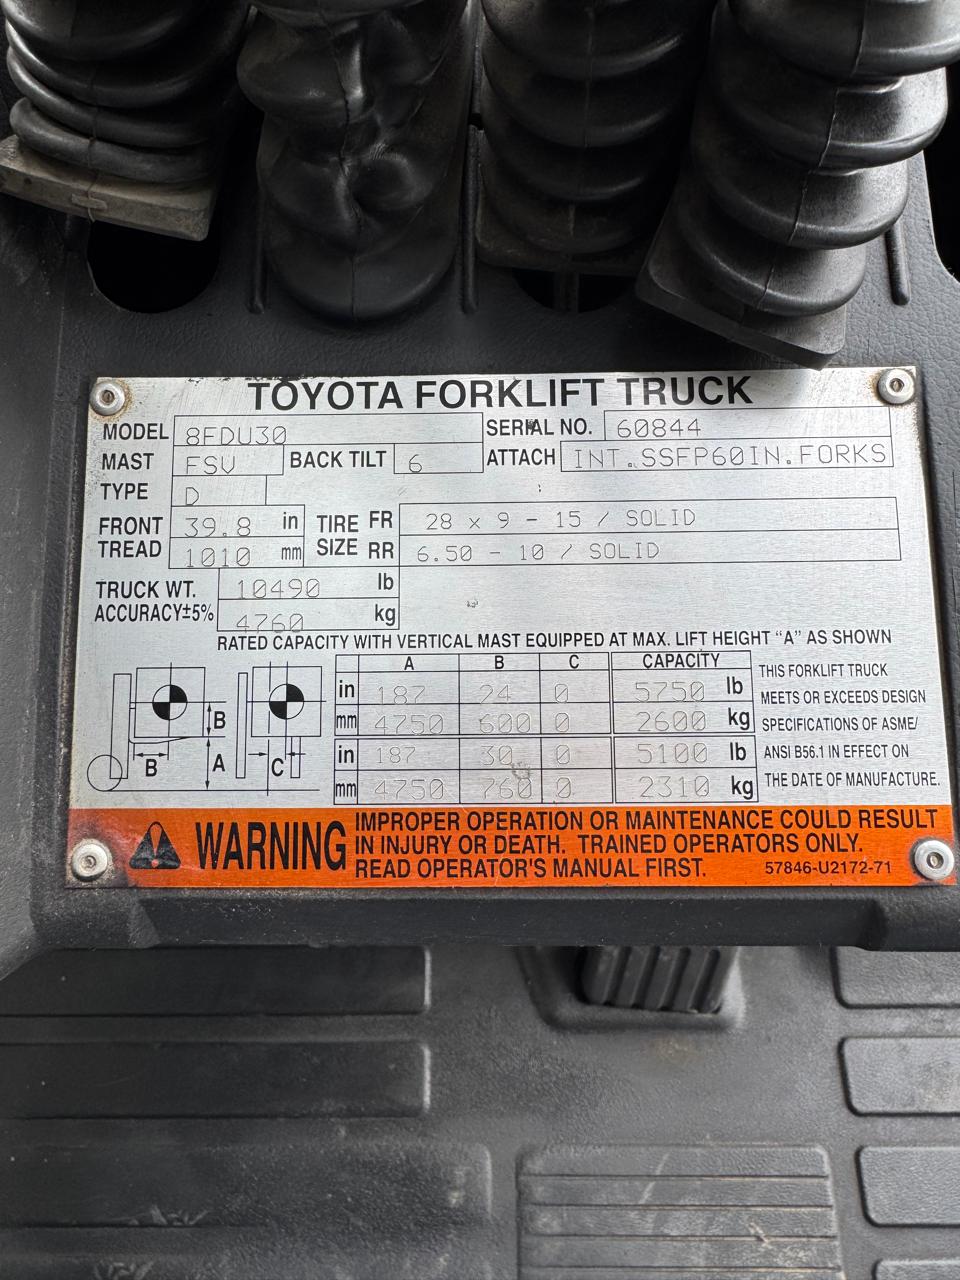 TOYOTA FORKLIFT TRUCK
MODEL 8FDU30 SERIAL NO. 60844
MAST FSV BACK TILT 6 ATTACH INT.SSFP60IN.FORKS
TYPE D
FRONT TREAD 39.8 in TIRE SIZE FR 28 x 9 - 15 / SOLID
1010 mm RR 6.50 - 10 / SOLID
TRUCK WT. 10490 lb
ACCURACY±5% 4760 kg
RATED CAPACITY WITH VERTICAL MAST EQUIPPED AT MAX. LIFT HEIGHT "A" AS SHOWN
A B C CAPACITY
in 187 24 0 5750 lb
mm 4750 600 0 2600 kg
in 187 30 0 5100 lb
mm 4750 760 0 2310 kg
B
B A C
THIS FORKLIFT TRUCK
MEETS OR EXCEEDS DESIGN
SPECIFICATIONS OF ASME/
ANSI B56.1 IN EFFECT ON
THE DATE OF MANUFACTURE.
WARNING
IMPROPER OPERATION OR MAINTENANCE COULD RESULT
IN INJURY OR DEATH. TRAINED OPERATORS ONLY.
READ OPERATOR'S MANUAL FIRST. 57846-U2172-71